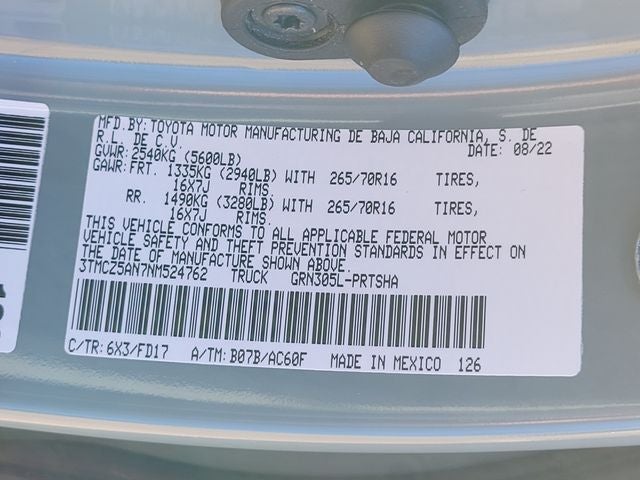 MFD.BY:TOYOTA MOTOR MANUFACTURING DE BAJA CALIFORNIA, S. DE
R.L. DE C.V. DATE: 08/22
GVWR:2540KG (5600LB)
GAWR:FRT. 1335KG (2940LB) WITH 265/70R16 TIRES,
16X7J RIMS.
RR. 1490KG (3280LB) WITH 265/70R16 TIRES,
16X7J RIMS.
THIS VEHICLE CONFORMS TO ALL APPLICABLE FEDERAL MOTOR
VEHICLE SAFETY AND THEFT PREVENTION STANDARDS IN EFFECT ON
THE DATE OF MANUFACTURE SHOWN ABOVE.
3TMCZ5AN7NM524762 TRUCK GRN305L-PRTSHA
C/TR:6X3/FD17 A/TM:B07B/AC60F MADE IN MEXICO 126